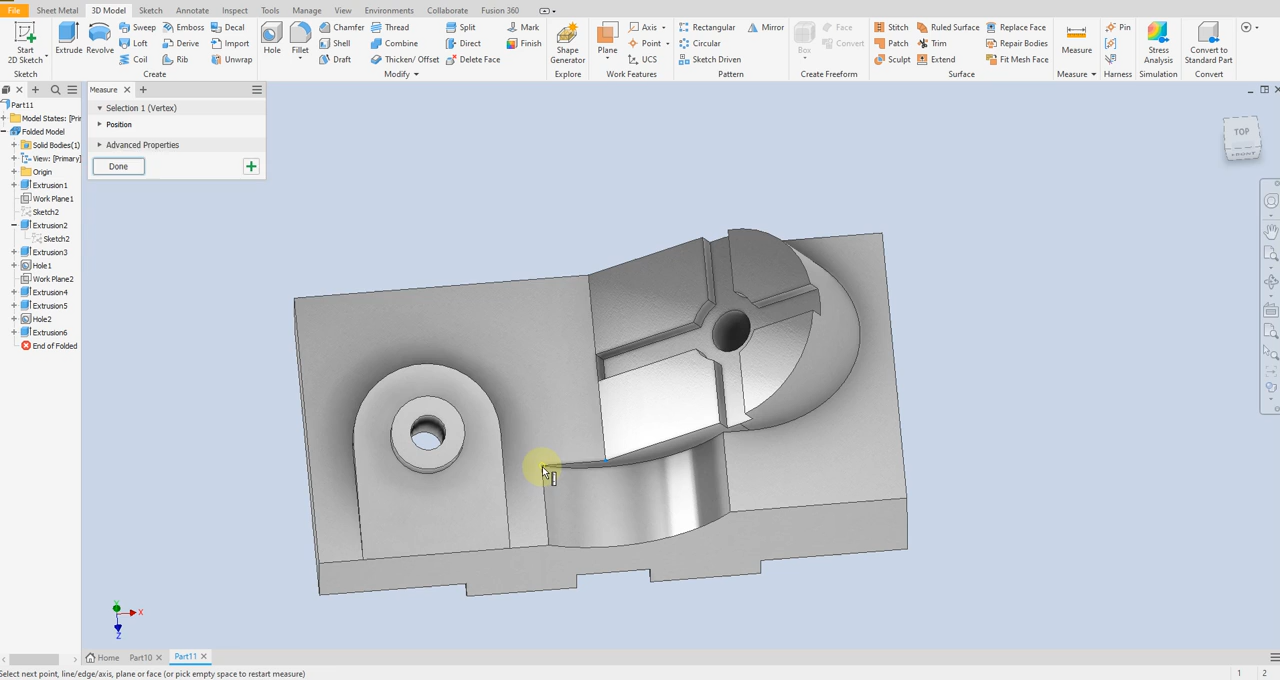 File Sheet Metal 3D Model Sketch Annotate Inspect Tools Manage View Environments Collaborate Fusion 360
Start
2D Sketch
Sketch
Extrude
Revolve
Sweep
Loft
Coil
Emboss
Derive
Rib
Decal
Import
Unwrap
Create
Hole
Fillet
Chamfer
Shell
Draft
Thread
Combine
Thicken/ Offset
Split
Direct
Delete Face
Mark
Finish
Modify
Shape
Generator
Explore
Plane
Axis
Point
UCS
Work Features
Rectangular
Circular
Sketch Driven
Mirror
Pattern
Box
Face
Convert
Create Freeform
Stitch
Patch
Sculpt
Ruled Surface
Trim
Extend
Replace Face
Repair Bodies
Fit Mesh Face
Surface
Measure
Measure
Pin
Harness
Stress
Analysis
Simulation
Convert to
Standard Part
Convert
Part11
Model States: [Pri
Folded Model
Solid Bodies(1)
View: [Primary]
Origin
Extrusion1
Work Plane1
Sketch2
Extrusion2
Sketch2
Extrusion3
Hole1
Work Plane2
Extrusion4
Extrusion5
Hole2
Extrusion6
End of Folded
Measure
Selection 1 (Vertex)
Position
Advanced Properties
Done
TOP
FRONT
Y
X
Z
Home Part10 Part11
Select next point, line/edge/axis, plane or face (or pick empty space to restart measure)
1 2